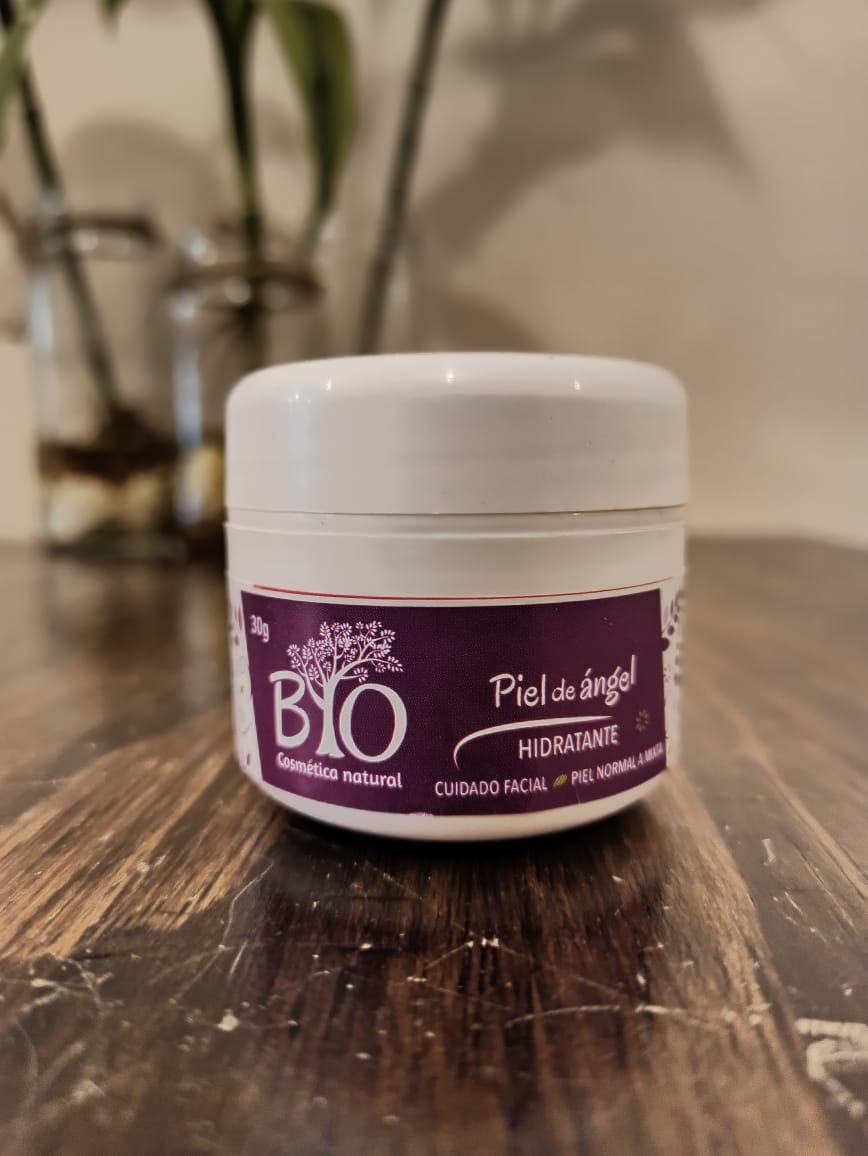 30g
BIO
Cosmética natural
Piel de ángel
HIDRATANTE
CUIDADO FACIAL PIEL NORMAL A MIXTA